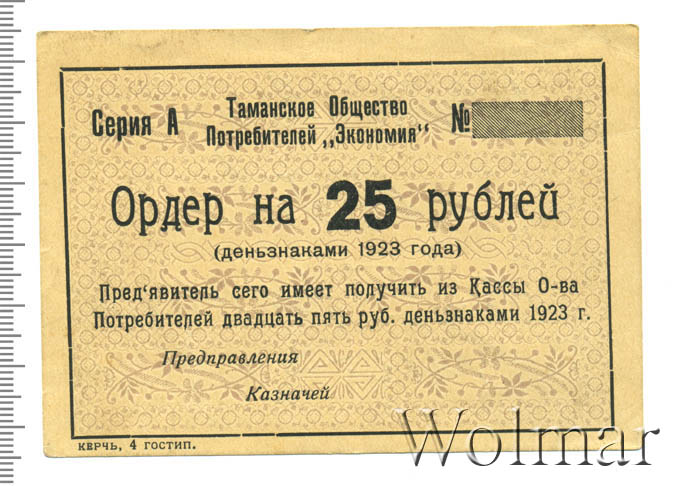 Серия А
Таманское Общество
Потребителей „Экономия"
№
Ордер на 25 рублей
(деньзнаками 1923 года)
Пред'явитель сего имеет получить из Кассы О-ва
Потребителей двадцать пять руб. деньзнаками 1923 г.
Предправления
Казначей
КЕРЧЬ, 4 ГОСТИП.
Wolmar